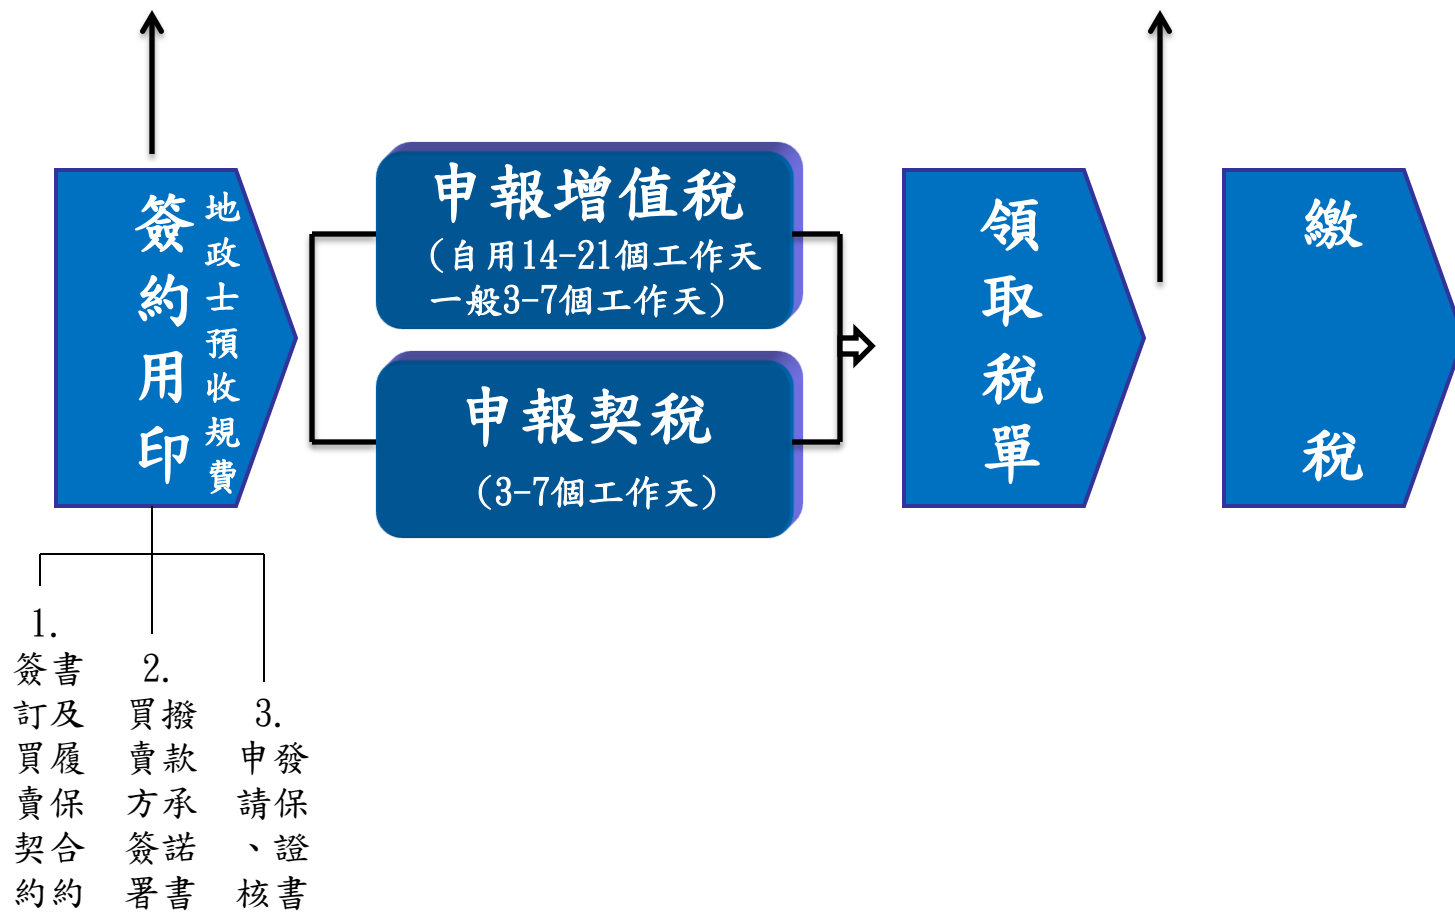 簽約用印
地政士預收規費
申報增值稅
（自用14-21個工作天
一般3-7個工作天）
申報契稅
（3-7個工作天）
領取稅單
繳稅
1.
簽訂買賣契約
書及履保合約
2.
買賣方簽署
撥款承諾書
3.
申請、核
發保證書